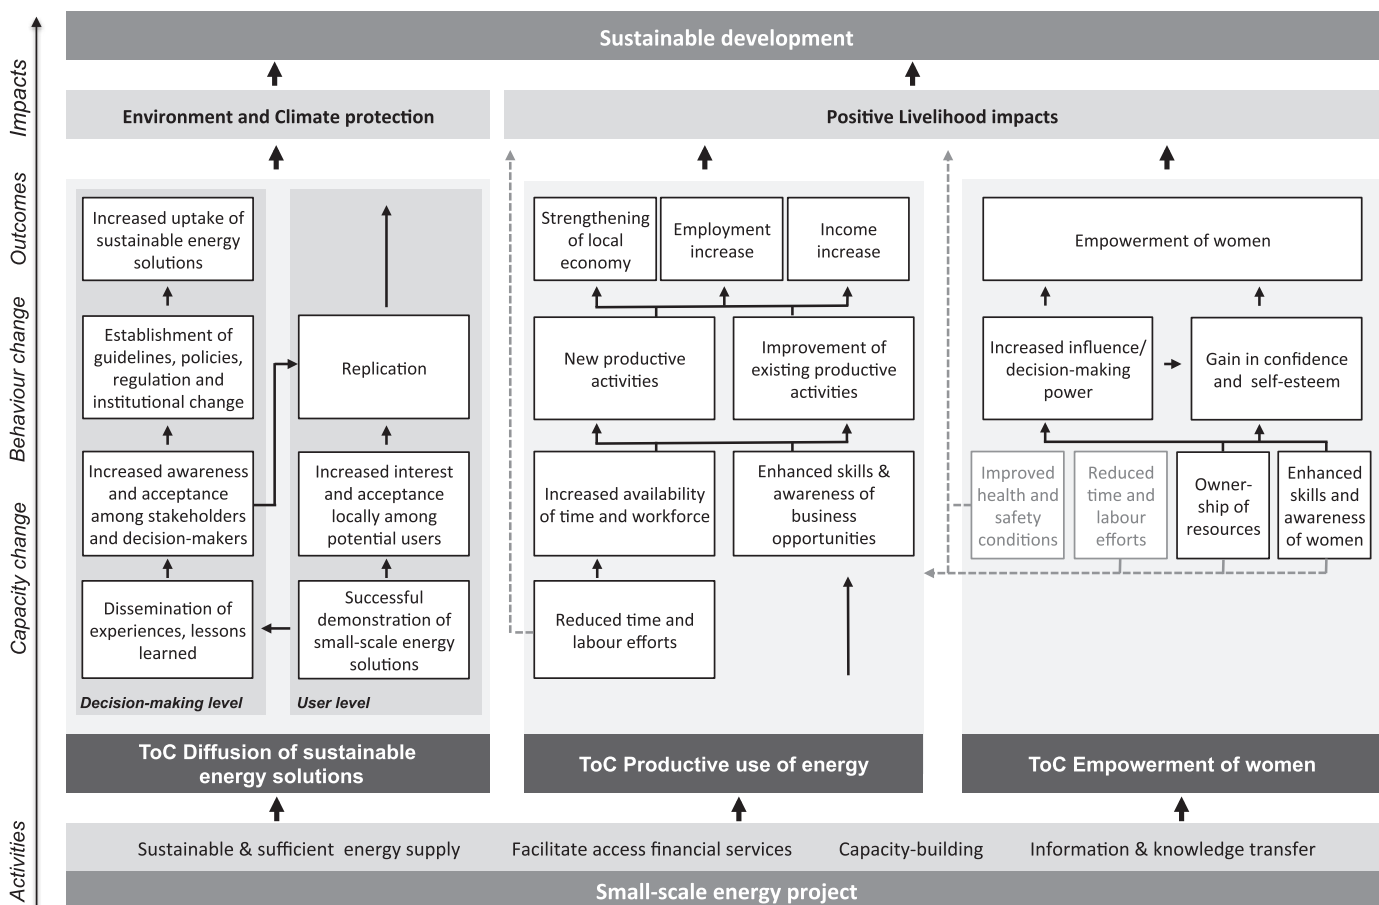 Sustainable development
Impacts
Environment and Climate protection
Positive Livelihood impacts
Outcomes
Increased uptake of
sustainable energy
solutions
Strengthening
of local
economy
Employment
increase
Income
increase
Empowerment of women
Behaviour change
Establishment of
guidelines, policies,
regulation and
institutional change
Replication
New productive
activities
Improvement of
existing productive
activities
Increased influence/
decision-making
power
Gain in confidence
and self-esteem
Capacity change
Increased awareness
and acceptance
among stakeholders
and decision-makers
Increased interest
and acceptance
locally among
potential users
Increased availability
of time and workforce
Enhanced skills &
awareness of
business
opportunities
Improved
health and
safety
conditions
Reduced
time and
labour
efforts
Owner-
ship of
resources
Enhanced
skills and
awareness
of women
Dissemination of
experiences, lessons
learned
Successful
demonstration of
small-scale energy
solutions
Reduced time and
labour efforts
Decision-making level
User level
ToC Diffusion of sustainable
energy solutions
ToC Productive use of energy
ToC Empowerment of women
Activities
Sustainable & sufficient energy supply
Facilitate access financial services
Capacity-building
Information & knowledge transfer
Small-scale energy project